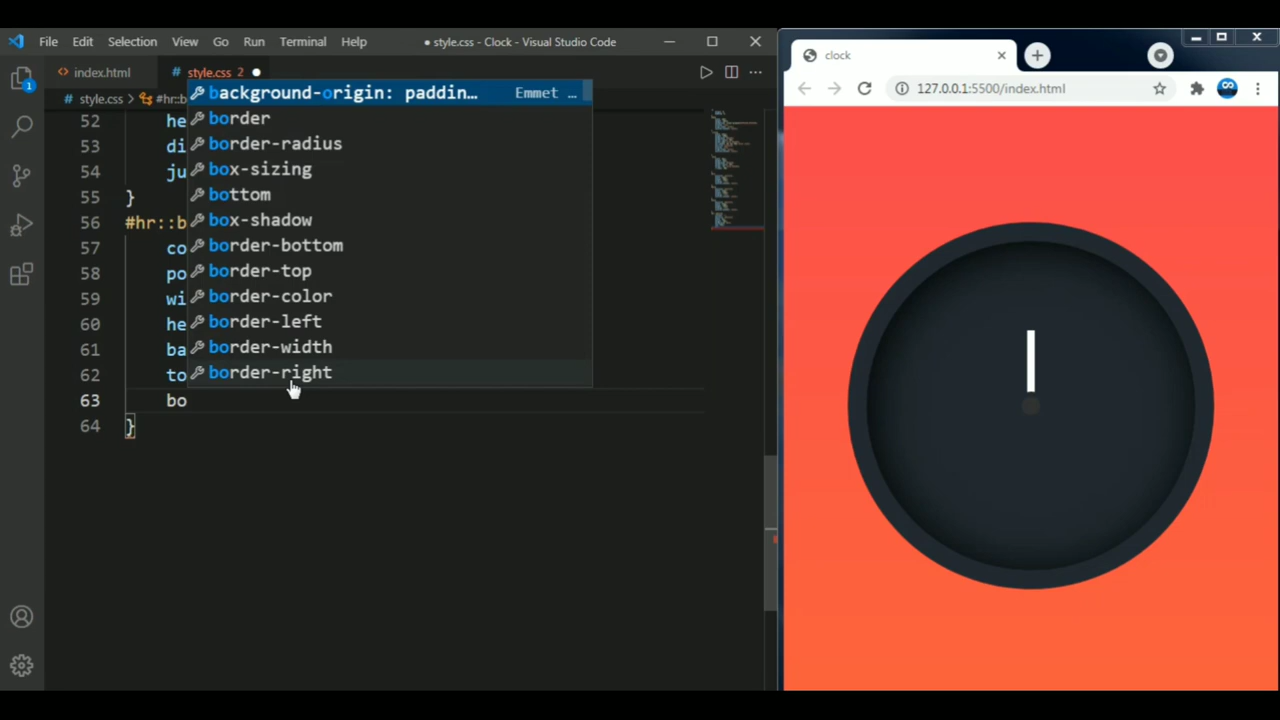 File Edit Selection View Go Run Terminal Help ● style.css - Clock - Visual Studio Code
<> index.html # style.css 2 ●
# style.css > #hr::b
1
background-origin: paddin… Emmet …
border
border-radius
box-sizing
bottom
box-shadow
border-bottom
border-top
border-color
border-left
border-width
border-right
52 he
53 di
54 ju
55 }
56 #hr::b
57 co
58 po
59 wi
60 he
61 ba
62 to
63 bo
64 }
clock
127.0.0.1:5500/index.html